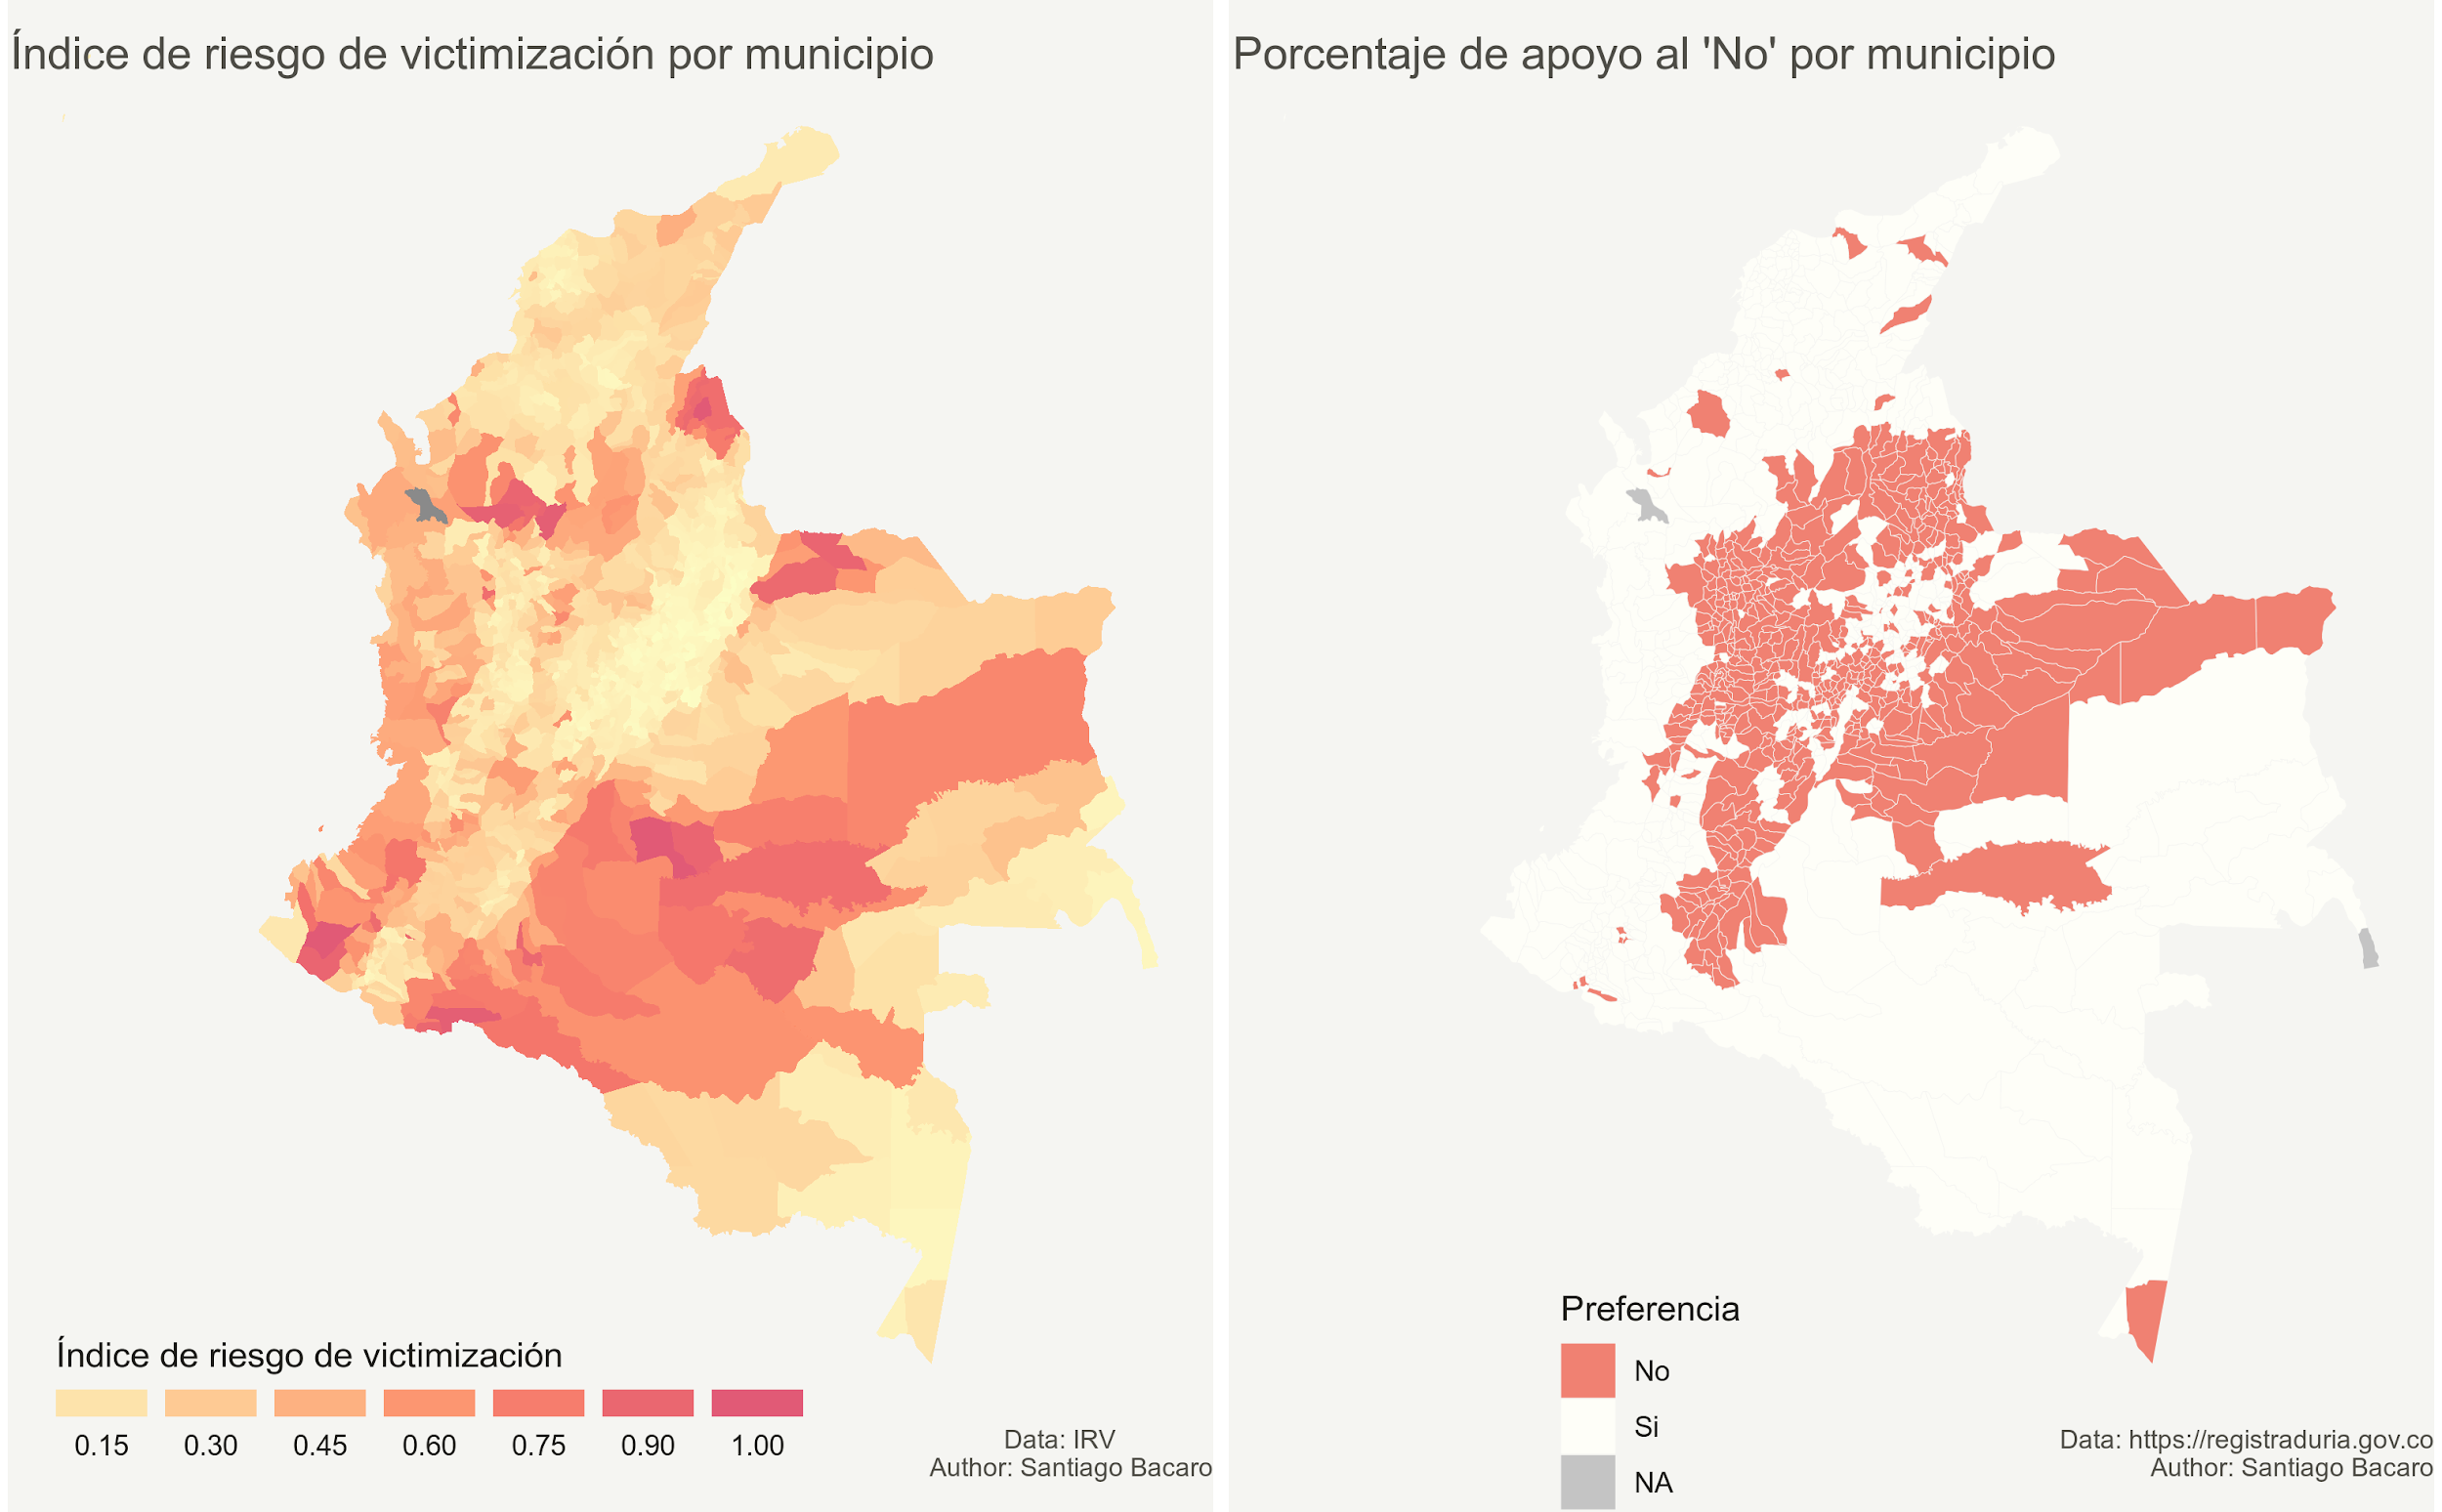 Índice de riesgo de victimización por municipio
Índice de riesgo de victimización
0.15 0.30 0.45 0.60 0.75 0.90 1.00
Data: IRV
Author: Santiago Bacaro
Porcentaje de apoyo al 'No' por municipio
Preferencia
No
Si
NA
Data: https://registraduria.gov.co
Author: Santiago Bacaro